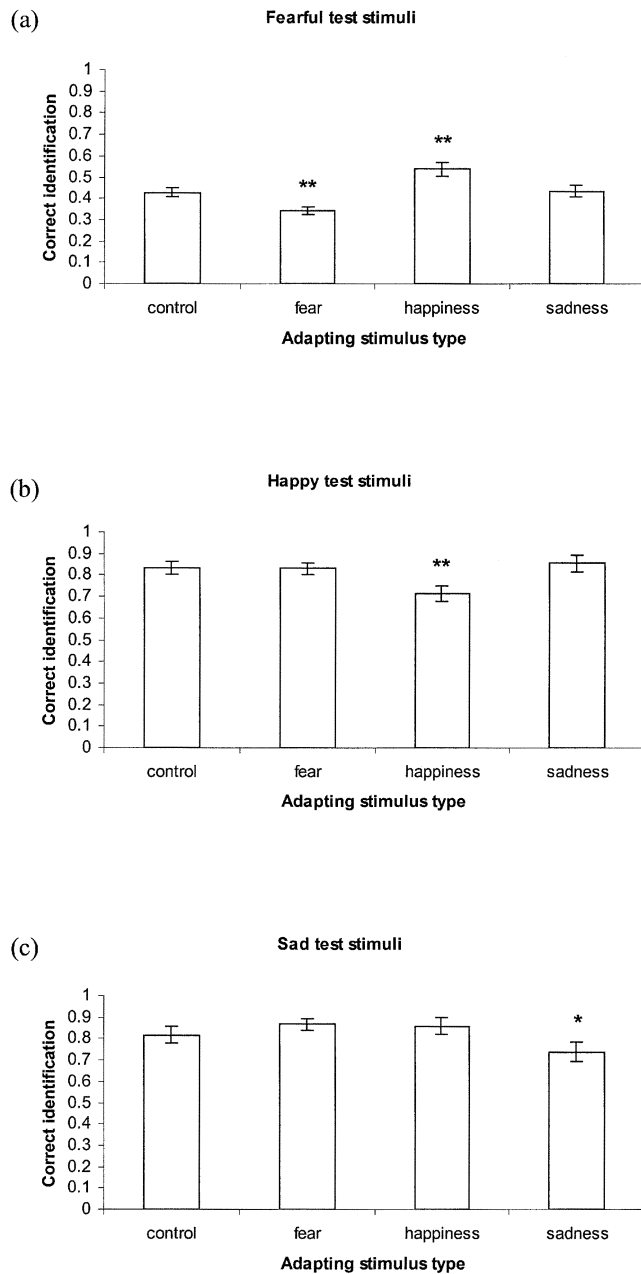 (a)
Fearful test stimuli
Correct identification
1
0.9
0.8
0.7
0.6
0.5
0.4
0.3
0.2
0.1
0
**
**
control fear happiness sadness
Adapting stimulus type
(b)
Happy test stimuli
Correct identification
1
0.9
0.8
0.7
0.6
0.5
0.4
0.3
0.2
0.1
0
**
control fear happiness sadness
Adapting stimulus type
(c)
Sad test stimuli
Correct identification
1
0.9
0.8
0.7
0.6
0.5
0.4
0.3
0.2
0.1
0
*
control fear happiness sadness
Adapting stimulus type